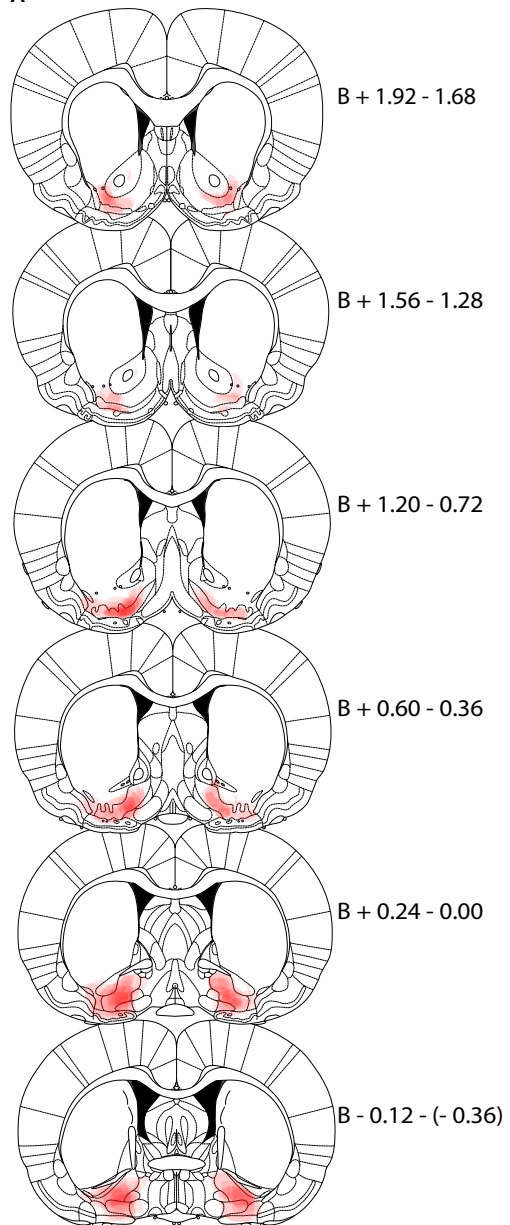 A
B + 1.92 - 1.68
B + 1.56 - 1.28
B + 1.20 - 0.72
B + 0.60 - 0.36
B + 0.24 - 0.00
B - 0.12 - (- 0.36)